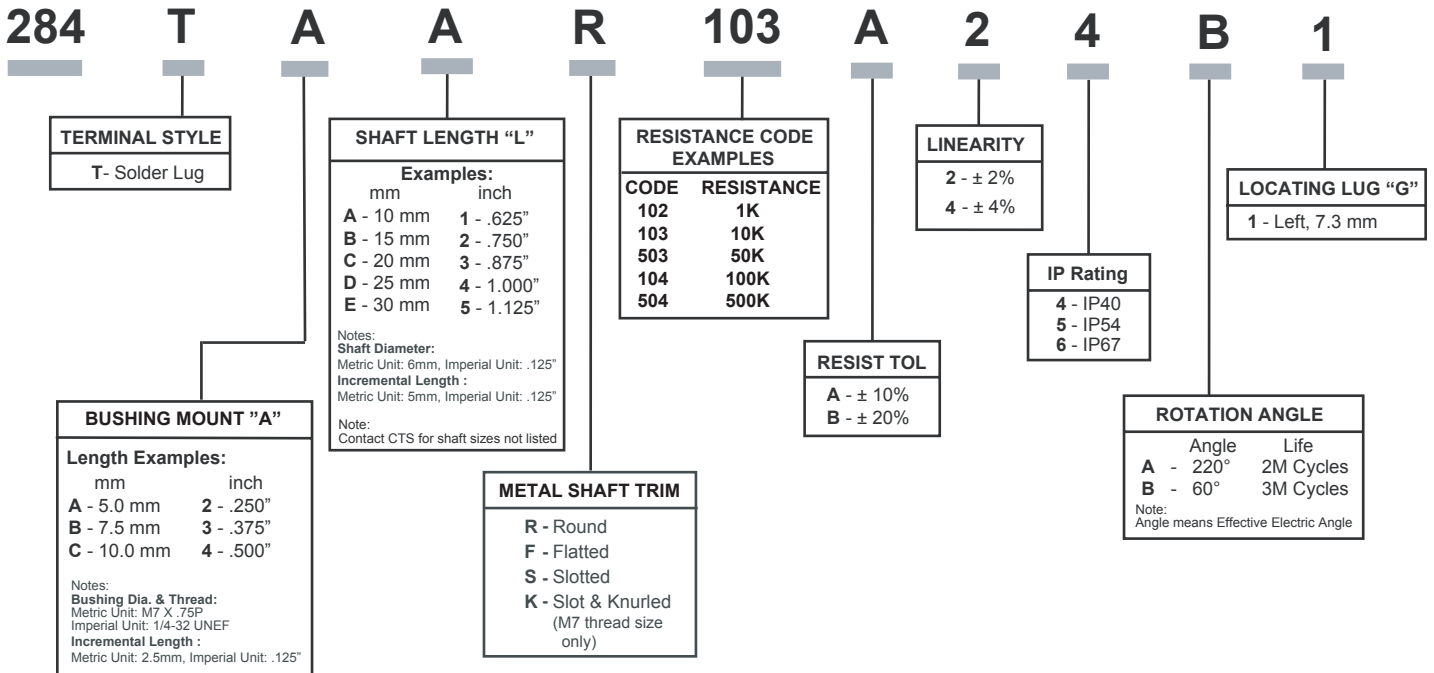 284 T A A R 103 A 2 4 B 1
TERMINAL STYLE
T- Solder Lug
BUSHING MOUNT ”A”
Length Examples:
mm inch
A - 5.0 mm 2 - .250”
B - 7.5 mm 3 - .375”
C - 10.0 mm 4 - .500”
Notes:
Bushing Dia. & Thread:
Metric Unit: M7 X .75P
Imperial Unit: 1/4-32 UNEF
Incremental Length :
Metric Unit: 2.5mm, Imperial Unit: .125”
SHAFT LENGTH “L”
Examples:
mm inch
A - 10 mm 1 - .625”
B - 15 mm 2 - .750”
C - 20 mm 3 - .875”
D - 25 mm 4 - 1.000”
E - 30 mm 5 - 1.125”
Notes:
Shaft Diameter:
Metric Unit: 6mm, Imperial Unit: .125”
Incremental Length :
Metric Unit: 5mm, Imperial Unit: .125”
Note:
Contact CTS for shaft sizes not listed
METAL SHAFT TRIM
R - Round
F - Flatted
S - Slotted
K - Slot & Knurled
(M7 thread size
only)
RESISTANCE CODE
EXAMPLES
CODE RESISTANCE
102 1K
103 10K
503 50K
104 100K
504 500K
RESIST TOL
A - ± 10%
B - ± 20%
LINEARITY
2 - ± 2%
4 - ± 4%
IP Rating
4 - IP40
5 - IP54
6 - IP67
ROTATION ANGLE
Angle Life
A - 220° 2M Cycles
B - 60° 3M Cycles
Note:
Angle means Effective Electric Angle
LOCATING LUG “G”
1 - Left, 7.3 mm